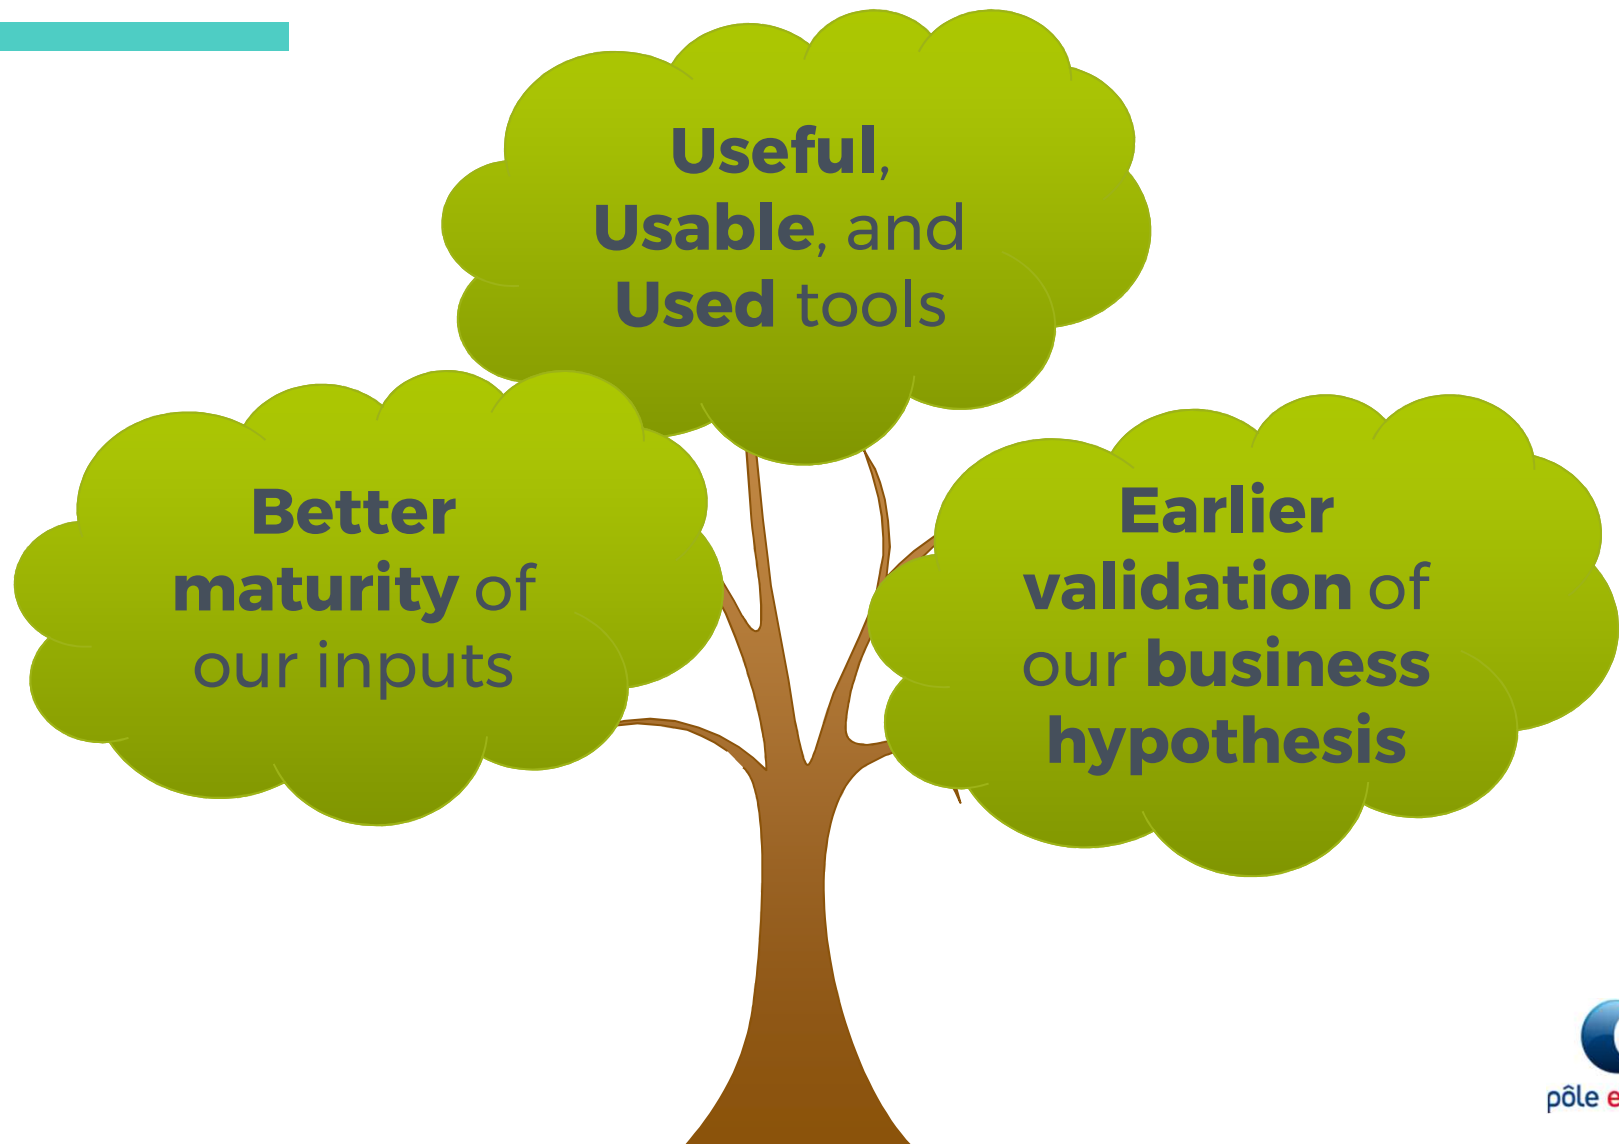 Useful,
Usable, and
Used tools
Better
maturity of
our inputs
Earlier
validation of
our business
hypothesis
pôle e